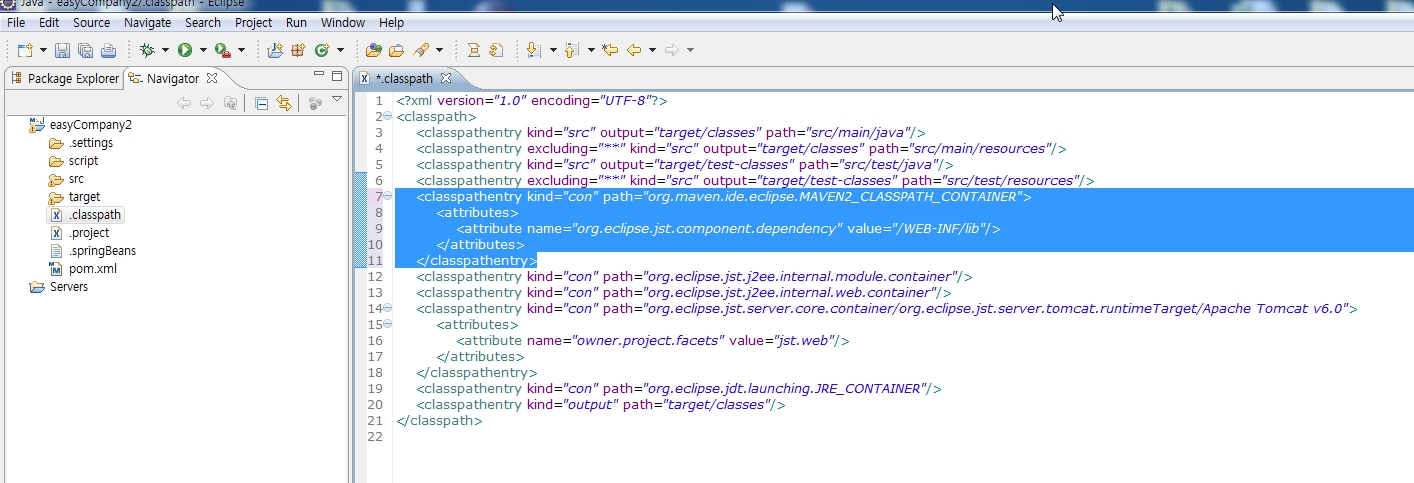 Java - easyCompany2/.classpath - Eclipse
File Edit Source Navigate Search Project Run Window Help
Package Explorer Navigator
*.classpath
easyCompany2
.settings
script
src
target
.classpath
.project
.springBeans
pom.xml
Servers
1 <?xml version="1.0" encoding="UTF-8"?>
2 <classpath>
3 <classpathentry kind="src" output="target/classes" path="src/main/java"/>
4 <classpathentry excluding="**" kind="src" output="target/classes" path="src/main/resources"/>
5 <classpathentry kind="src" output="target/test-classes" path="src/test/java"/>
6 <classpathentry excluding="**" kind="src" output="target/test-classes" path="src/test/resources"/>
7 <classpathentry kind="con" path="org.maven.ide.eclipse.MAVEN2_CLASSPATH_CONTAINER">
8 <attributes>
9 <attribute name="org.eclipse.jst.component.dependency" value="/WEB-INF/lib"/>
10 </attributes>
11 </classpathentry>
12 <classpathentry kind="con" path="org.eclipse.jst.j2ee.internal.module.container"/>
13 <classpathentry kind="con" path="org.eclipse.jst.j2ee.internal.web.container"/>
14 <classpathentry kind="con" path="org.eclipse.jst.server.core.container/org.eclipse.jst.server.tomcat.runtimeTarget/Apache Tomcat v6.0">
15 <attributes>
16 <attribute name="owner.project.facets" value="jst.web"/>
17 </attributes>
18 </classpathentry>
19 <classpathentry kind="con" path="org.eclipse.jdt.launching.JRE_CONTAINER"/>
20 <classpathentry kind="output" path="target/classes"/>
21 </classpath>
22